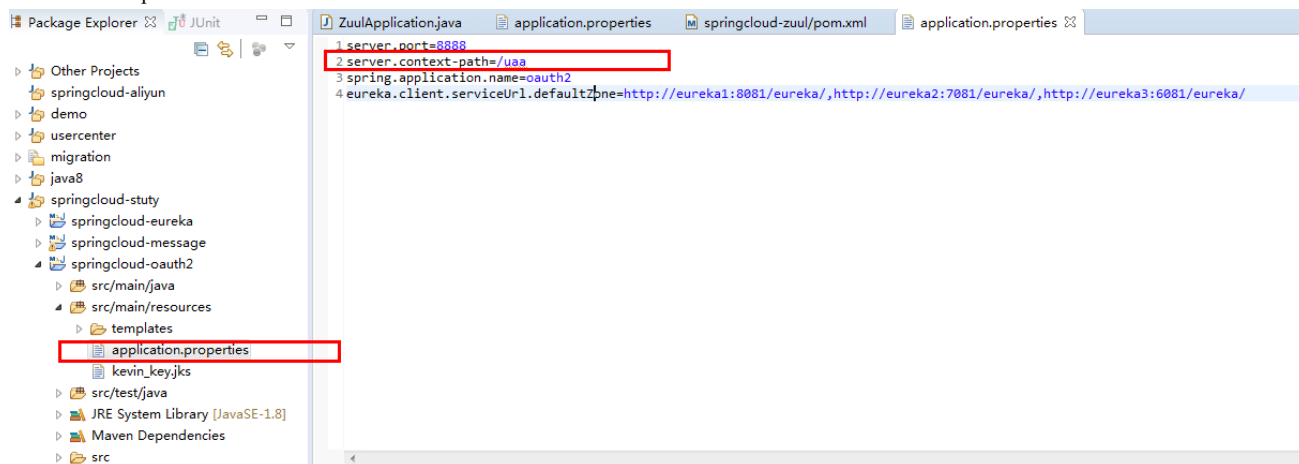 Package Explorer JUnit
Other Projects
springcloud-aliyun
demo
usercenter
migration
java8
springcloud-stuty
springcloud-eureka
springcloud-message
springcloud-oauth2
src/main/java
src/main/resources
templates
application.properties
kevin_key.jks
src/test/java
JRE System Library [JavaSE-1.8]
Maven Dependencies
src
ZuulApplication.java application.properties springcloud-zuul/pom.xml application.properties
1 server.port=8888
2 server.context-path=/uaa
3 spring.application.name=oauth2
4 eureka.client.serviceUrl.defaultZone=http://eureka1:8081/eureka/,http://eureka2:7081/eureka/,http://eureka3:6081/eureka/